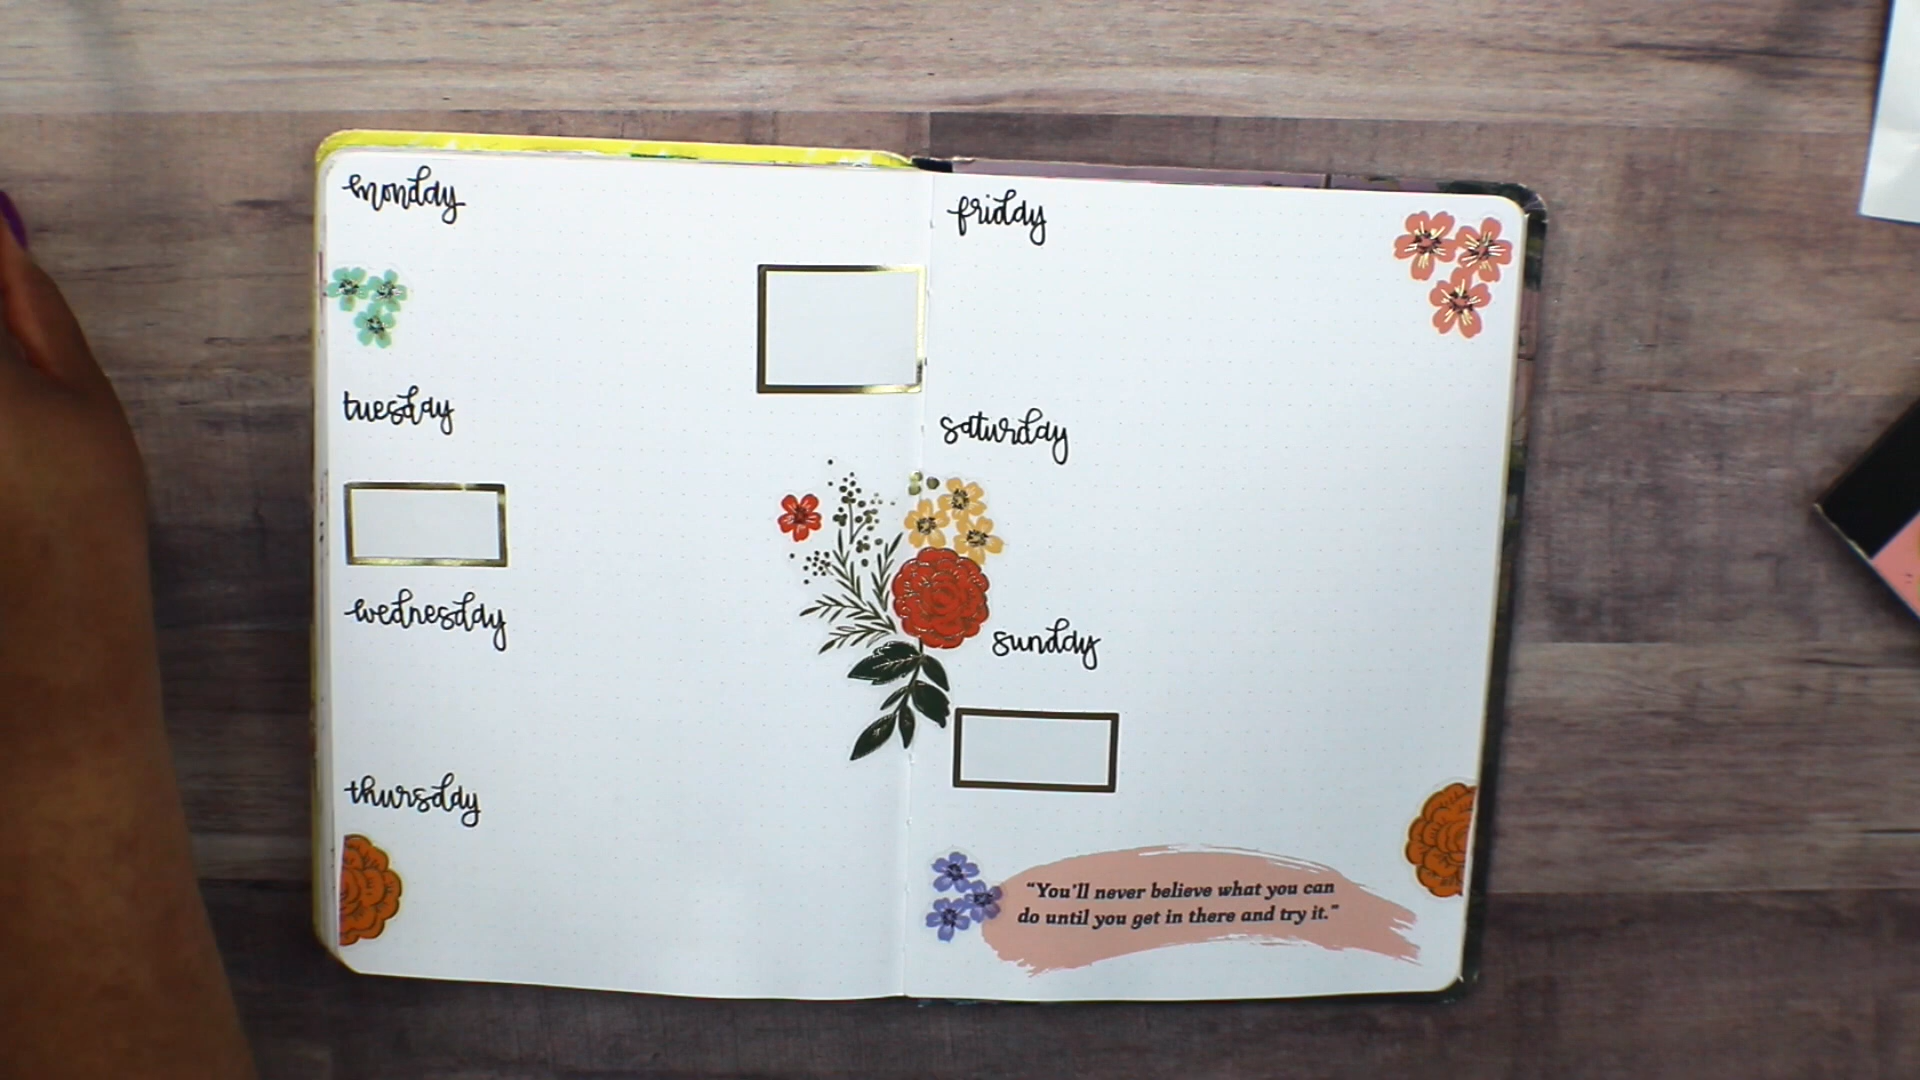 monday
tuesday
wednesday
thursday
friday
saturday
sunday
“You’ll never believe what you can
do until you get in there and try it.”